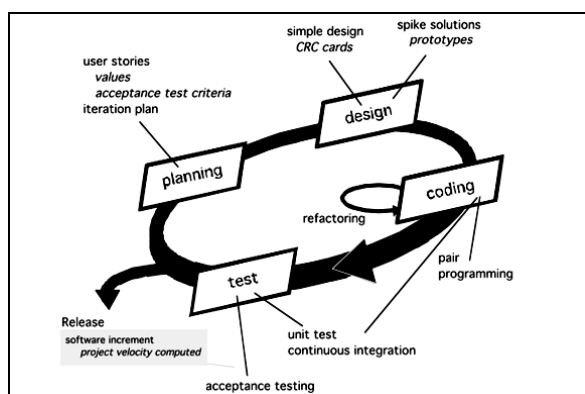 simple design
CRC cards
spike solutions
prototypes
user stories
values
acceptance test criteria
iteration plan
design
planning
coding
refactoring
test
pair
programming
unit test
continuous integration
Release
software increment
project velocity computed
acceptance testing